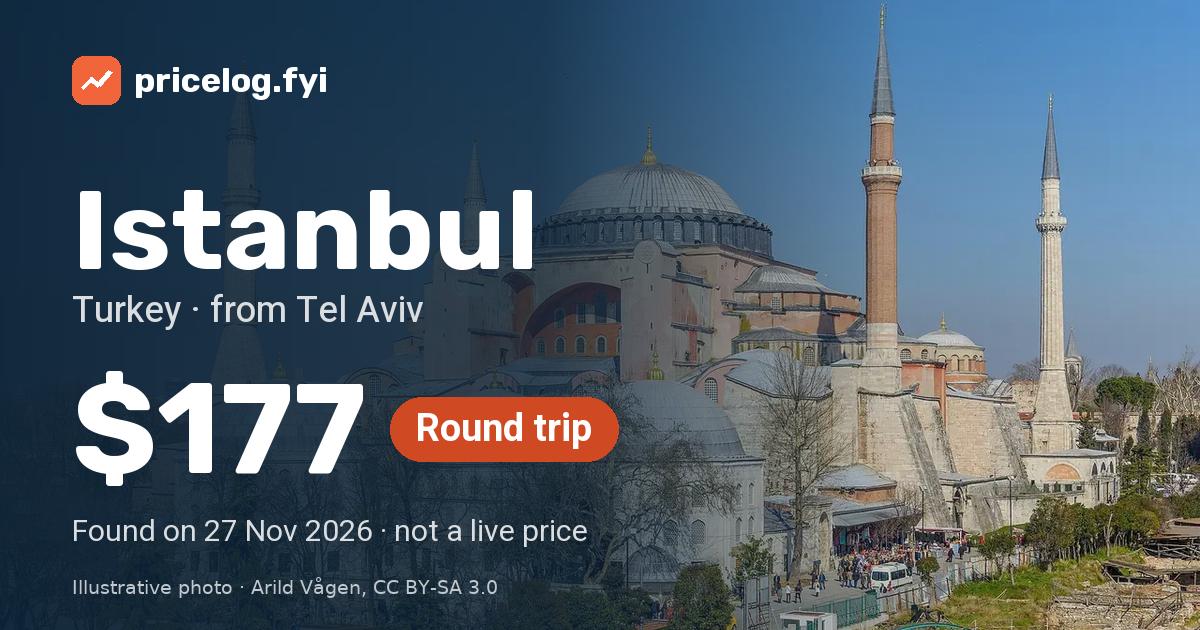 pricelog.fyi
Istanbul
Turkey · from Tel Aviv
$177 Round trip
Found on 27 Nov 2026 · not a live price
Illustrative photo · Arild Vågen, CC BY-SA 3.0